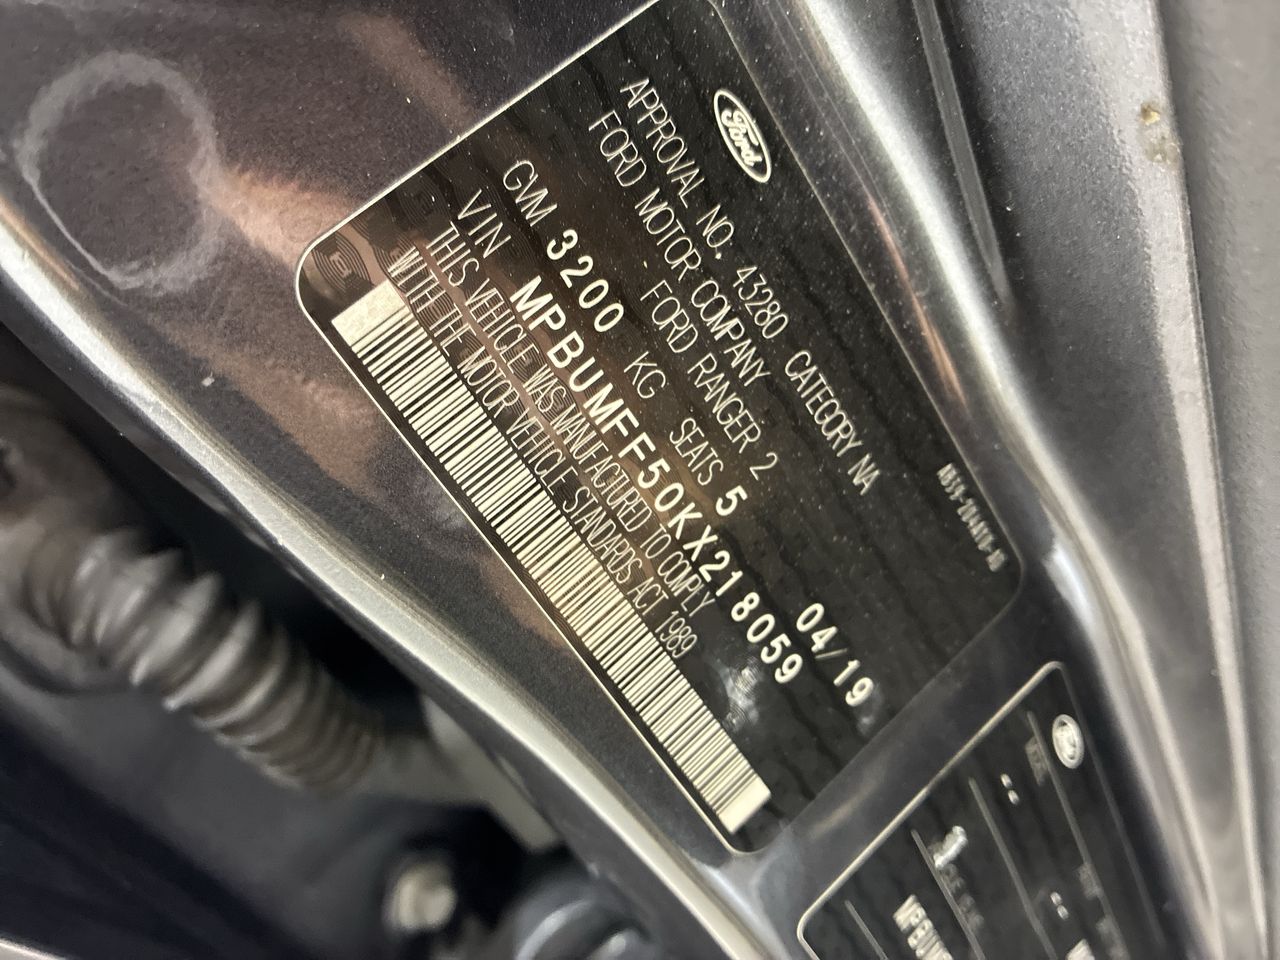 Ford
APPROVAL NO. 43280 CATEGORY NA
FORD MOTOR COMPANY
FORD RANGER 2
GVM 3200 KG SEATS 5
04/19
VIN MPBUMFF50KX218059
THIS VEHICLE WAS MANUFACTURED TO COMPLY
WITH THE MOTOR VEHICLE STANDARDS ACT 1989
Ford